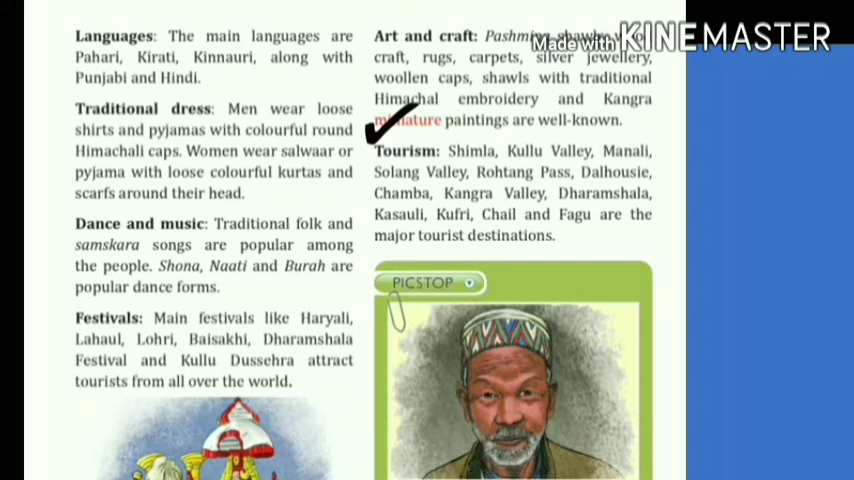 Languages: The main languages are
Pahari, Kirati, Kinnauri, along with
Punjabi and Hindi.
Traditional dress: Men wear loose
shirts and pyjamas with colourful round
Himachali caps. Women wear salwaar or
pyjama with loose colourful kurtas and
scarfs around their head.
Dance and music: Traditional folk and
samskara songs are popular among
the people. Shona, Naati and Burah are
popular dance forms.
Festivals: Main festivals like Haryali,
Lahaul, Lohri, Baisakhi, Dharamshala
Festival and Kullu Dussehra attract
tourists from all over the world.
Art and craft: Pashmina shawls,
craft, rugs, carpets, silver jewellery,
woollen caps, shawls with traditional
Himachal embroidery and Kangra
miniature paintings are well-known.
Tourism: Shimla, Kullu Valley, Manali,
Solang Valley, Rohtang Pass, Dalhousie,
Chamba, Kangra Valley, Dharamshala,
Kasauli, Kufri, Chail and Fagu are the
major tourist destinations.
PICSTOP
Made with KINEMASTER